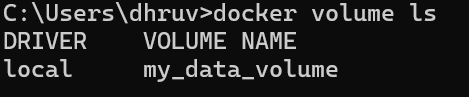 C:\Users\dhruv>docker volume ls
DRIVER    VOLUME NAME
local     my_data_volume